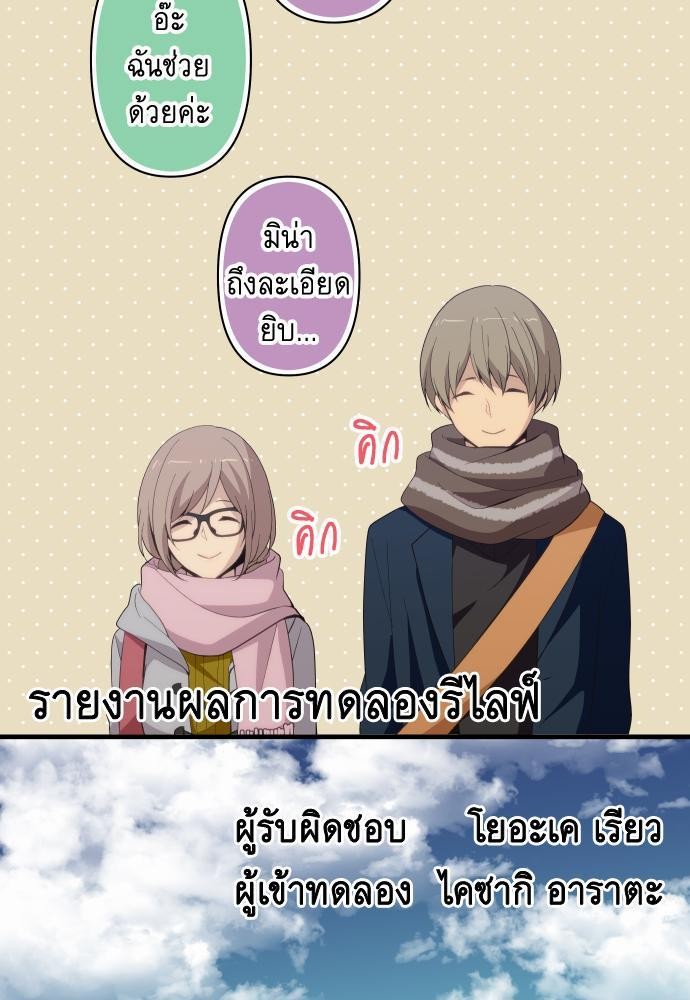 อ๊ะ
ฉันช่วย
ด้วยค่ะ
มิน่า
ถึงละเอียด
ยิบ...
คิก
คิก
รายงานผลการทดลองรีไลฟ์
ผู้รับผิดชอบ โยอะเค เรียว
ผู้เข้าทดลอง ไคซากิ อาราตะ